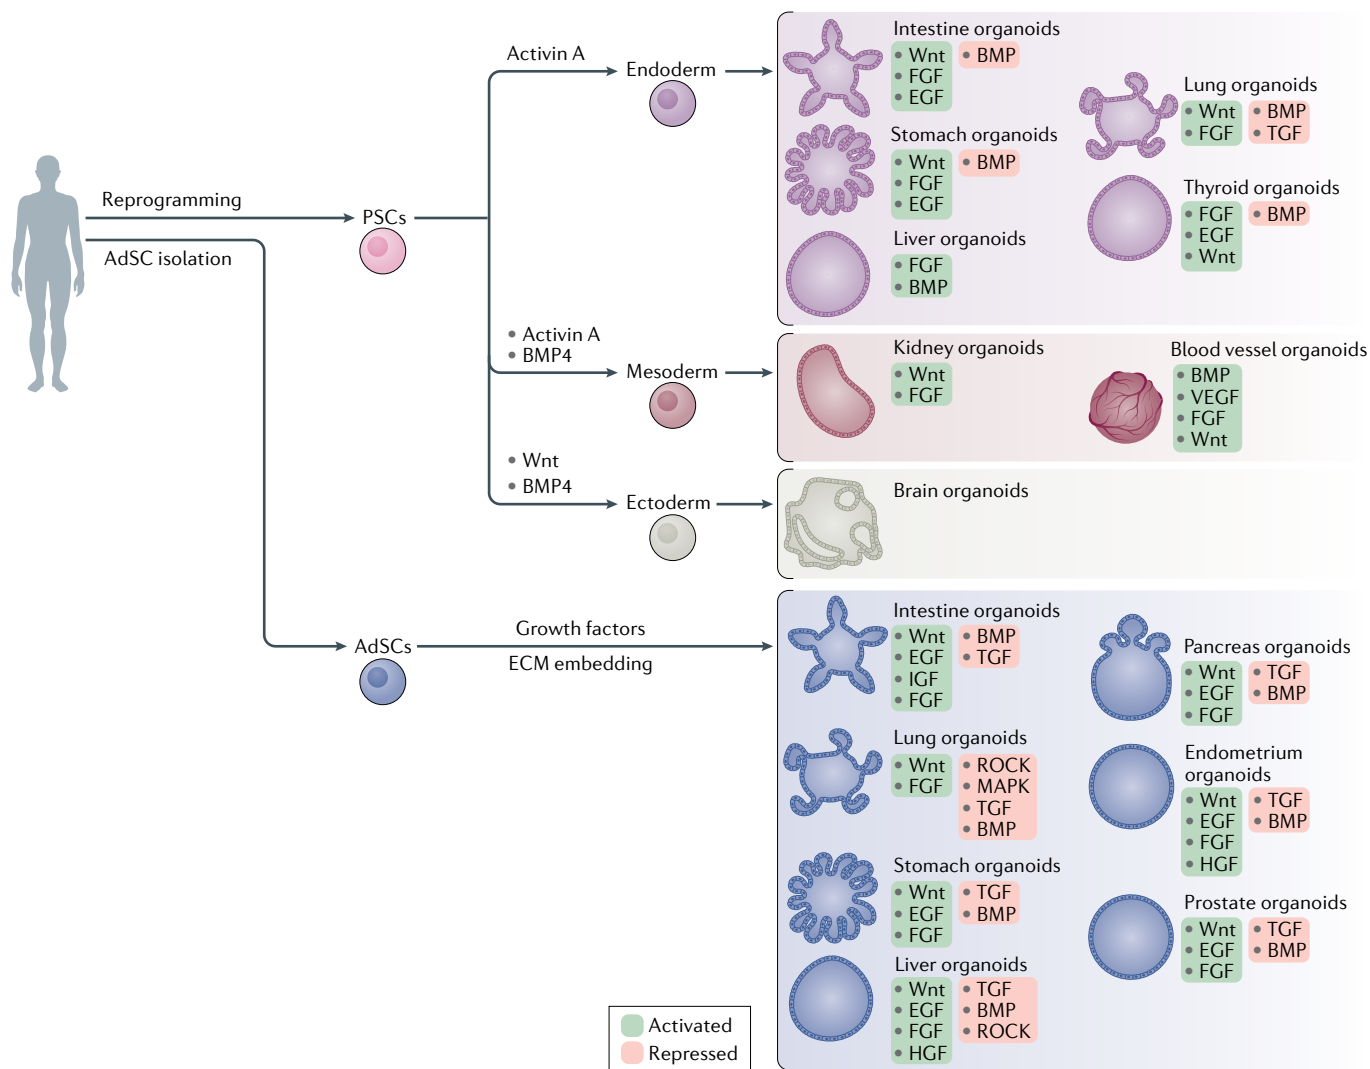 Reprogramming
AdSC isolation
PSCs
Activin A
Endoderm
• Activin A
• BMP4
Mesoderm
• Wnt
• BMP4
Ectoderm
AdSCs
Growth factors
ECM embedding
Intestine organoids
• Wnt
• FGF
• EGF
• BMP
Stomach organoids
• Wnt
• FGF
• EGF
• BMP
Liver organoids
• FGF
• BMP
Lung organoids
• Wnt
• FGF
• BMP
• TGF
Thyroid organoids
• FGF
• EGF
• Wnt
• BMP
Kidney organoids
• Wnt
• FGF
Blood vessel organoids
• BMP
• VEGF
• FGF
• Wnt
Brain organoids
Intestine organoids
• Wnt
• EGF
• IGF
• FGF
• BMP
• TGF
Lung organoids
• Wnt
• FGF
• ROCK
• MAPK
• TGF
• BMP
Stomach organoids
• Wnt
• EGF
• FGF
• TGF
• BMP
Liver organoids
• Wnt
• EGF
• FGF
• HGF
• TGF
• BMP
• ROCK
Pancreas organoids
• Wnt
• EGF
• FGF
• TGF
• BMP
Endometrium
organoids
• Wnt
• EGF
• FGF
• HGF
• TGF
• BMP
Prostate organoids
• Wnt
• EGF
• FGF
• TGF
• BMP
Activated
Repressed